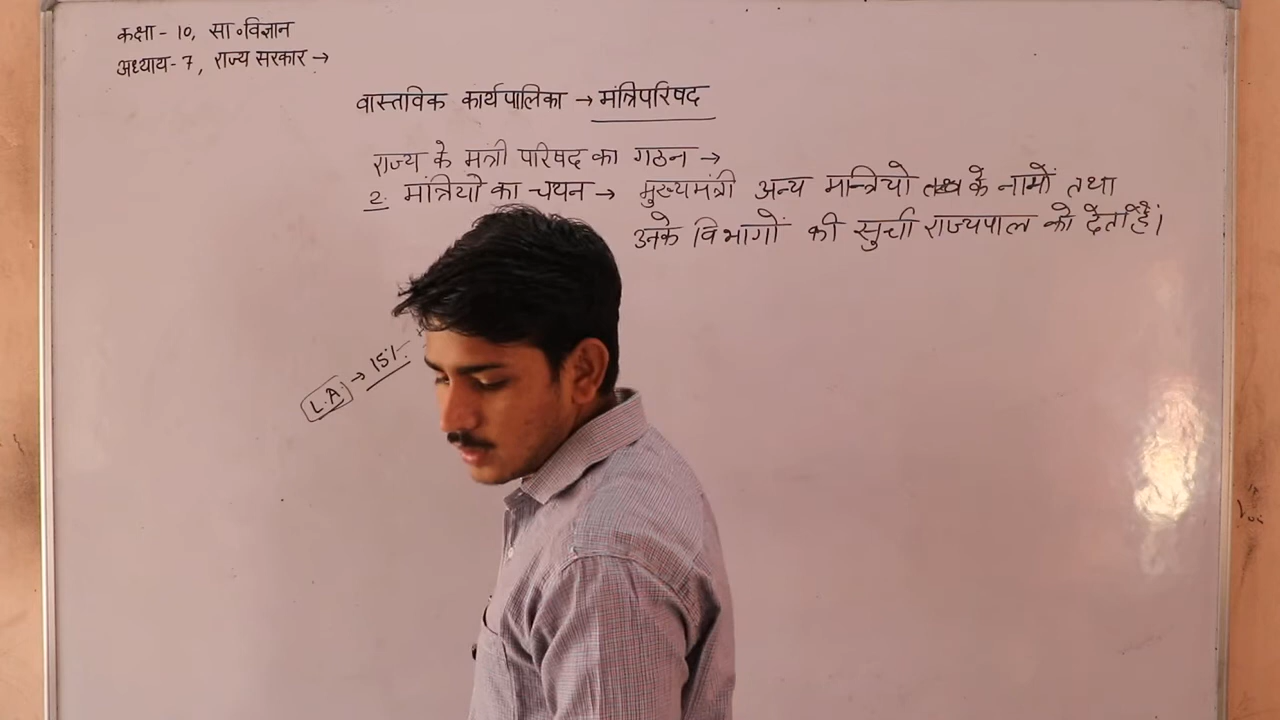 कक्षा - 10, सा॰विज्ञान
अध्याय - 7, राज्य सरकार →
वास्तविक कार्यपालिका → मंत्रिपरिषद
राज्य के मंत्री परिषद का गठन →
2. मंत्रियो का चयन → मुख्यमंत्री अन्य मन्त्रियो के नामों तथा
उनके विभागों की सुची राज्यपाल को देता है।
L.A. → 15%